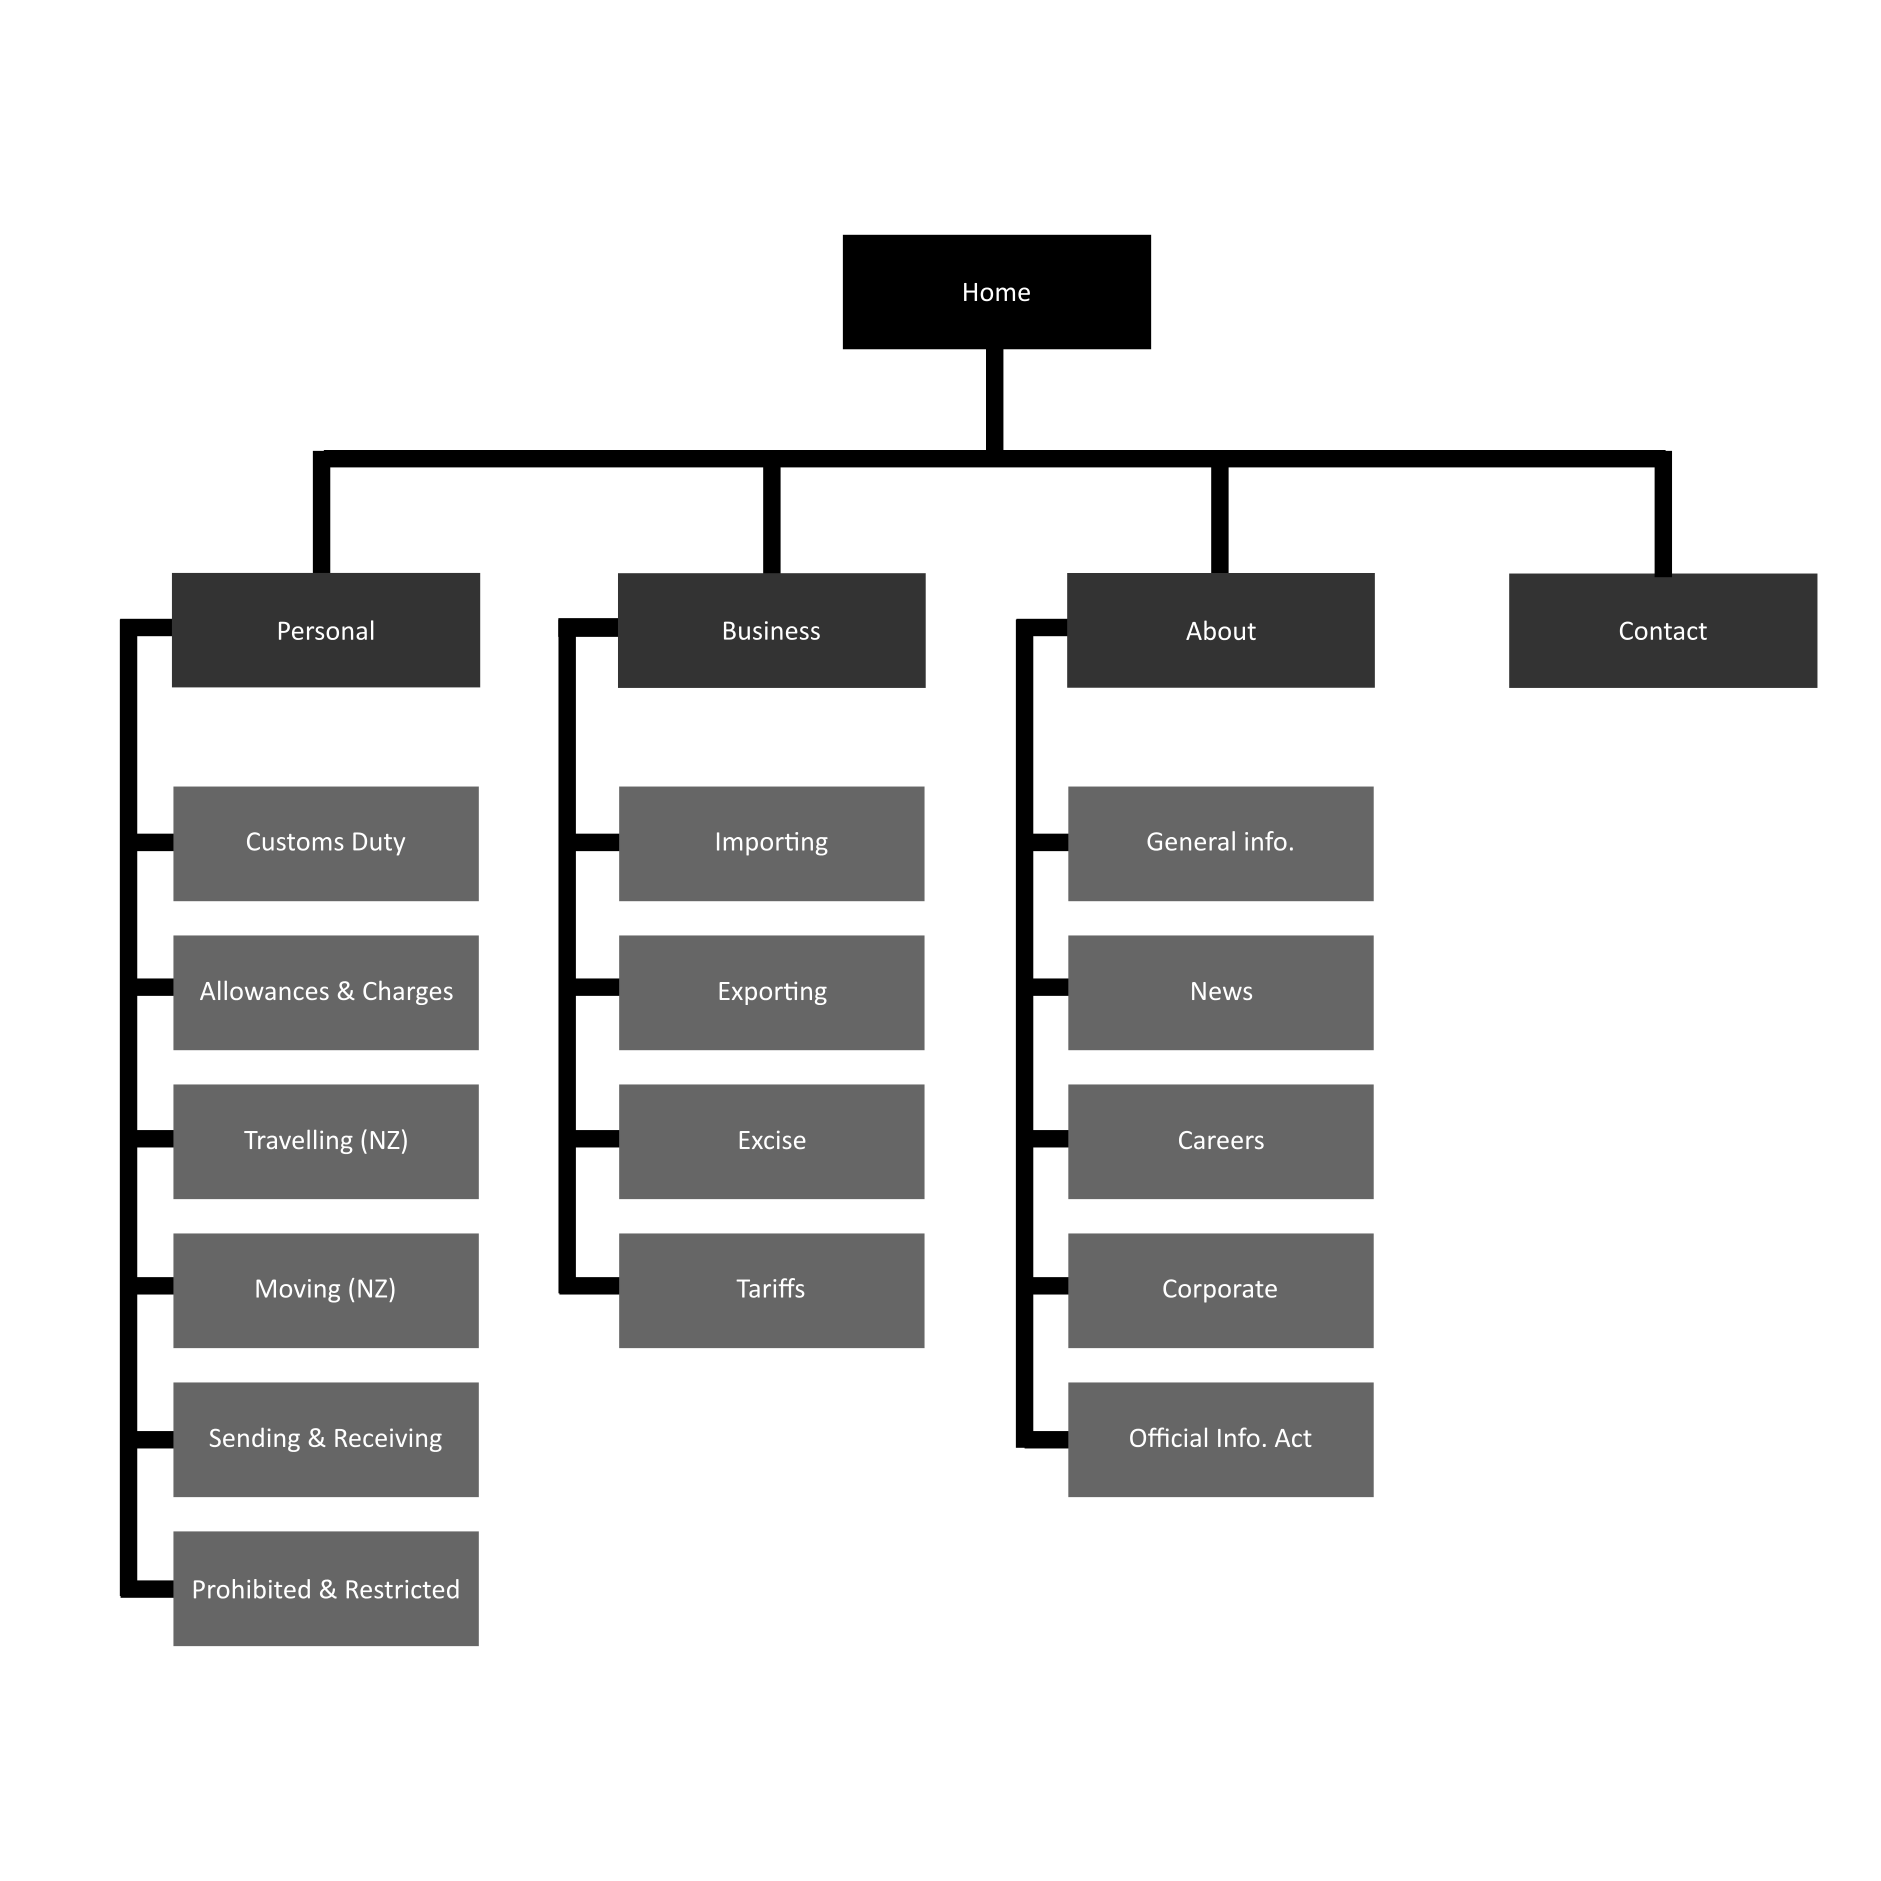 Home
Personal
Business
About
Contact
Customs Duty
Importing
General info.
Allowances & Charges
Exporting
News
Travelling (NZ)
Excise
Careers
Moving (NZ)
Tariffs
Corporate
Sending & Receiving
Official Info. Act
Prohibited & Restricted